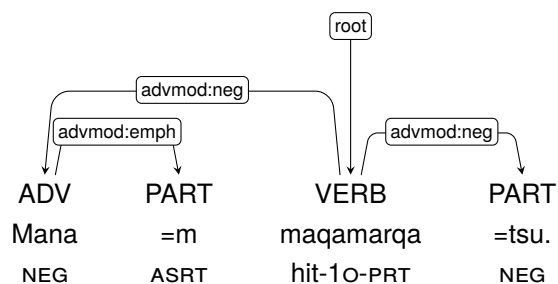 root
advmod:neg
advmod:emph advmod:neg
ADV PART VERB PART
Mana =m maqamarqa =tsu.
NEG ASRT hit-1O-PRT NEG